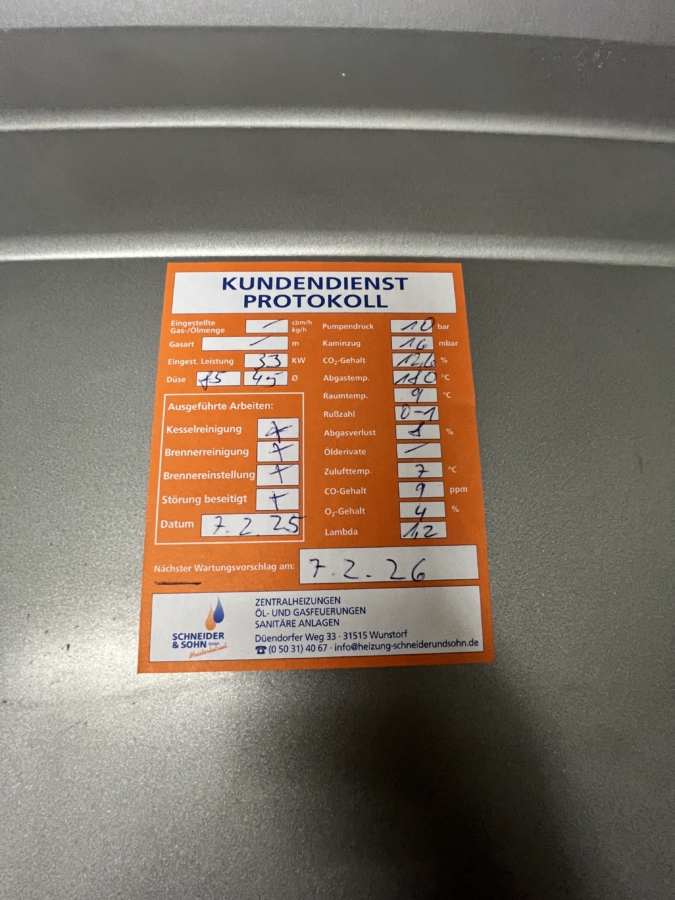 KUNDENDIENST
PROTOKOLL
Eingestellte
Gas-/Ölmenge — cbm/h
kg/h
Gasart — m
Eingest. Leistung 33 KW
Düse 45 Ø
Ausgeführte Arbeiten:
Kesselreinigung +
Brennerreinigung +
Brennereinstellung +
Störung beseitigt +
Datum 7.2.25
Pumpendruck 10 bar
Kaminzug mbar
CO₂-Gehalt %
Abgastemp. °C
Raumtemp. 9 °C
Rußzahl 0-1
Abgasverlust %
Ölderivate —
Zulufttemp. 7 °C
CO-Gehalt 9 ppm
O₂-Gehalt 4 %
Lambda 1,2
Nächster Wartungsvorschlag am: 7.2.26
SCHNEIDER
& SOHN GmbH
Meisterbetrieb
ZENTRALHEIZUNGEN
ÖL- UND GASFEUERUNGEN
SANITÄRE ANLAGEN
Düendorfer Weg 33 · 31515 Wunstorf
☎ (0 50 31) 40 67 · info@heizung-schneiderundsohn.de